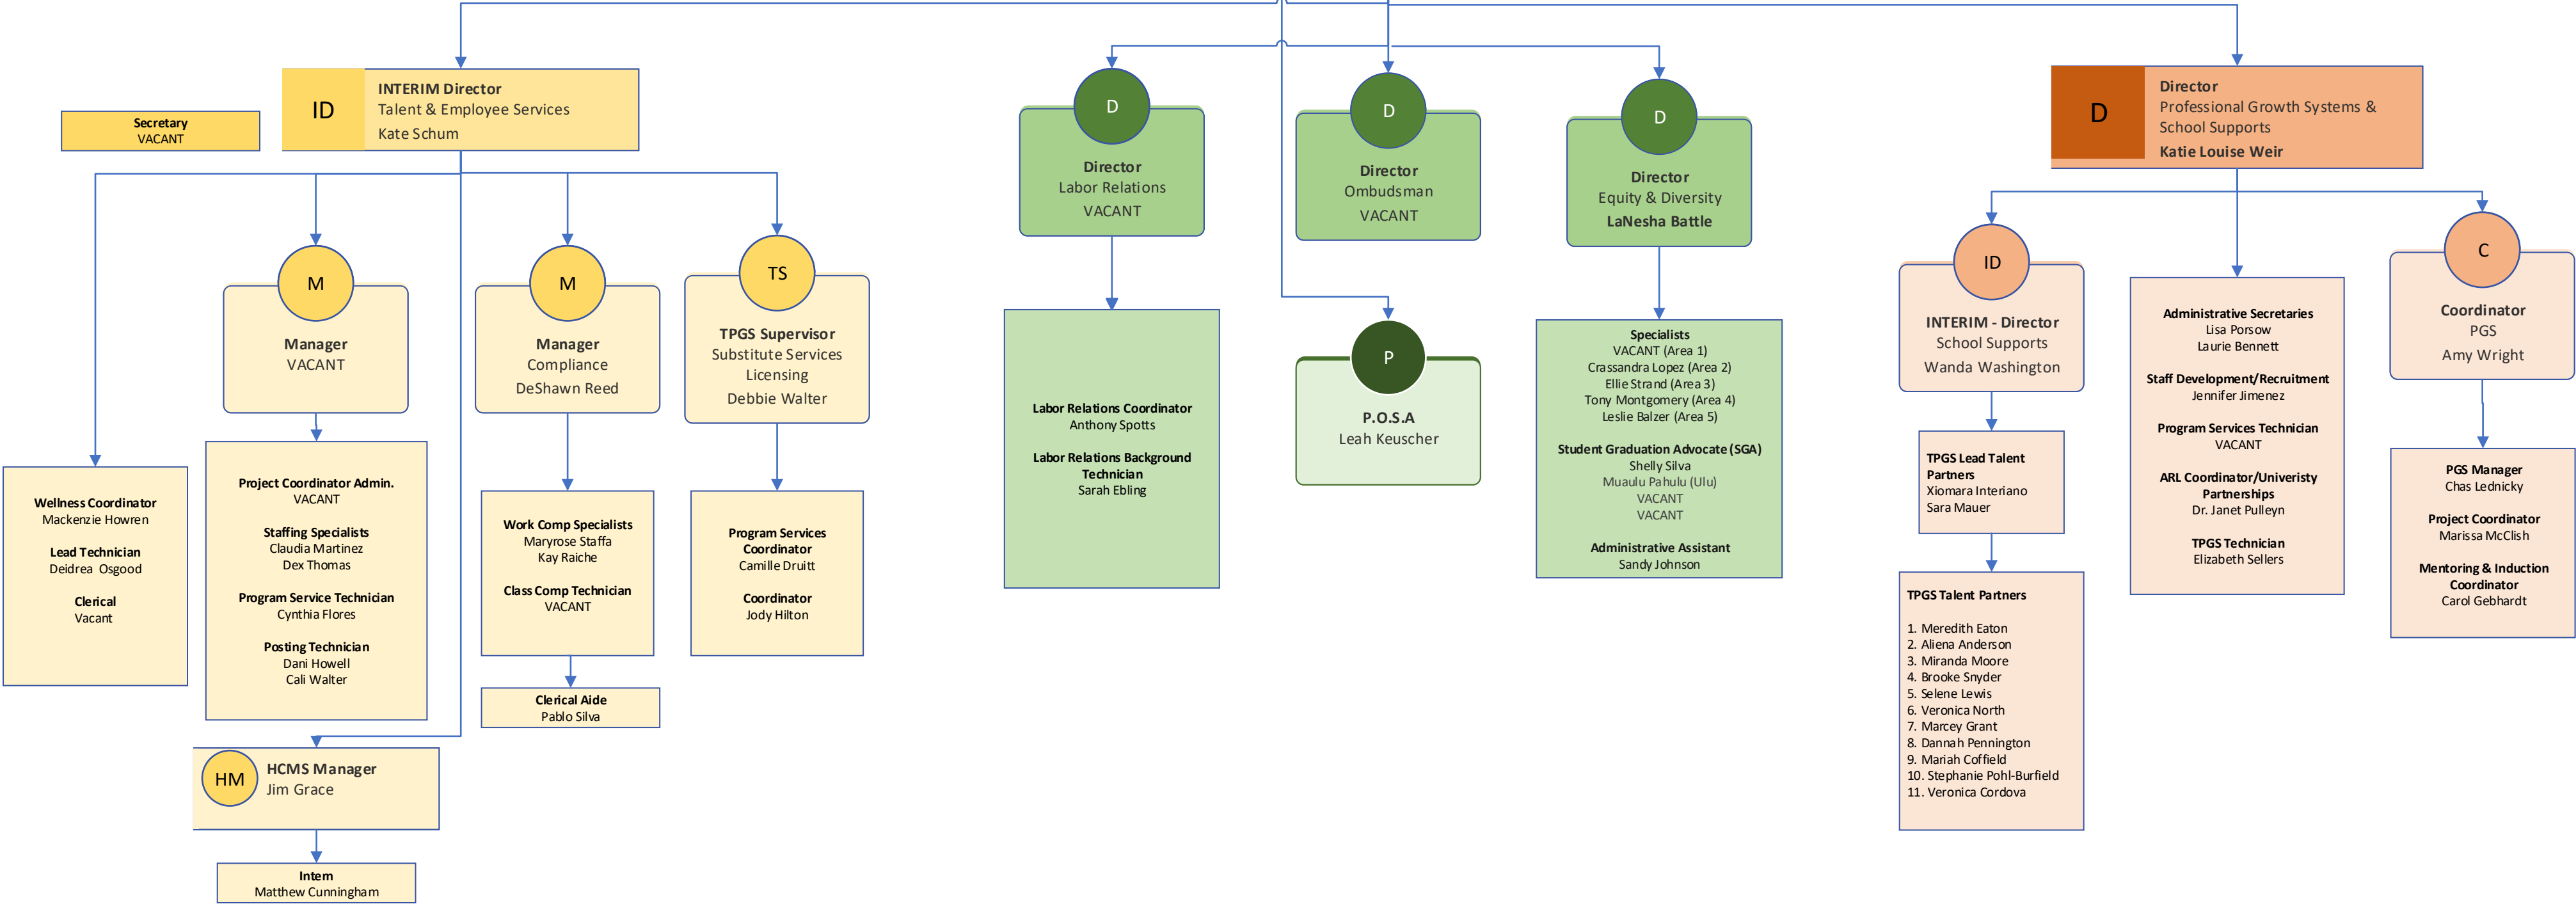 Secretary
VACANT
ID
INTERIM Director
Talent & Employee Services
Kate Schum
Wellness Coordinator
Mackenzie Howren
Lead Technician
Deidrea  Osgood
Clerical
Vacant
M
Manager
VACANT
Project Coordinator Admin.
VACANT
Staffing Specialists
Claudia Martinez
Dex Thomas
Program Service Technician
Cynthia Flores
Posting Technician
Dani Howell
Cali Walter
HM
HCMS Manager
Jim Grace
Intern
Matthew Cunningham
M
Manager
Compliance
DeShawn Reed
Work Comp Specialists
Maryrose Staffa
Kay Raiche
Class Comp Technician
VACANT
Clerical Aide
Pablo Silva
TS
TPGS Supervisor
Substitute Services
Licensing
Debbie Walter
Program Services
Coordinator
Camille Druitt
Coordinator
Jody Hilton
D
Director
Labor Relations
VACANT
Labor Relations Coordinator
Anthony Spotts
Labor Relations Background
Technician
Sarah Ebling
D
Director
Ombudsman
VACANT
P
P.O.S.A
Leah Keuscher
D
Director
Equity & Diversity
LaNesha Battle
Specialists
VACANT (Area 1)
Crassandra Lopez (Area 2)
Ellie Strand (Area 3)
Tony Montgomery (Area 4)
Leslie Balzer (Area 5)
Student Graduation Advocate (SGA)
Shelly Silva
Muaulu Pahulu (Ulu)
VACANT
VACANT
Administrative Assistant
Sandy Johnson
D
Director
Professional Growth Systems &
School Supports
Katie Louise Weir
ID
INTERIM - Director
School Supports
Wanda Washington
TPGS Lead Talent
Partners
Xiomara Interiano
Sara Mauer
TPGS Talent Partners
1. Meredith Eaton
2. Aliena Anderson
3. Miranda Moore
4. Brooke Snyder
5. Selene Lewis
6. Veronica North
7. Marcey Grant
8. Dannah Pennington
9. Mariah Coffield
10. Stephanie Pohl-Burfield
11. Veronica Cordova
Administrative Secretaries
Lisa Porsow
Laurie Bennett
Staff Development/Recruitment
Jennifer Jimenez
Program Services Technician
VACANT
ARL Coordinator/Univeristy
Partnerships
Dr. Janet Pulleyn
TPGS Technician
Elizabeth Sellers
C
Coordinator
PGS
Amy Wright
PGS Manager
Chas Lednicky
Project Coordinator
Marissa McClish
Mentoring & Induction
Coordinator
Carol Gebhardt